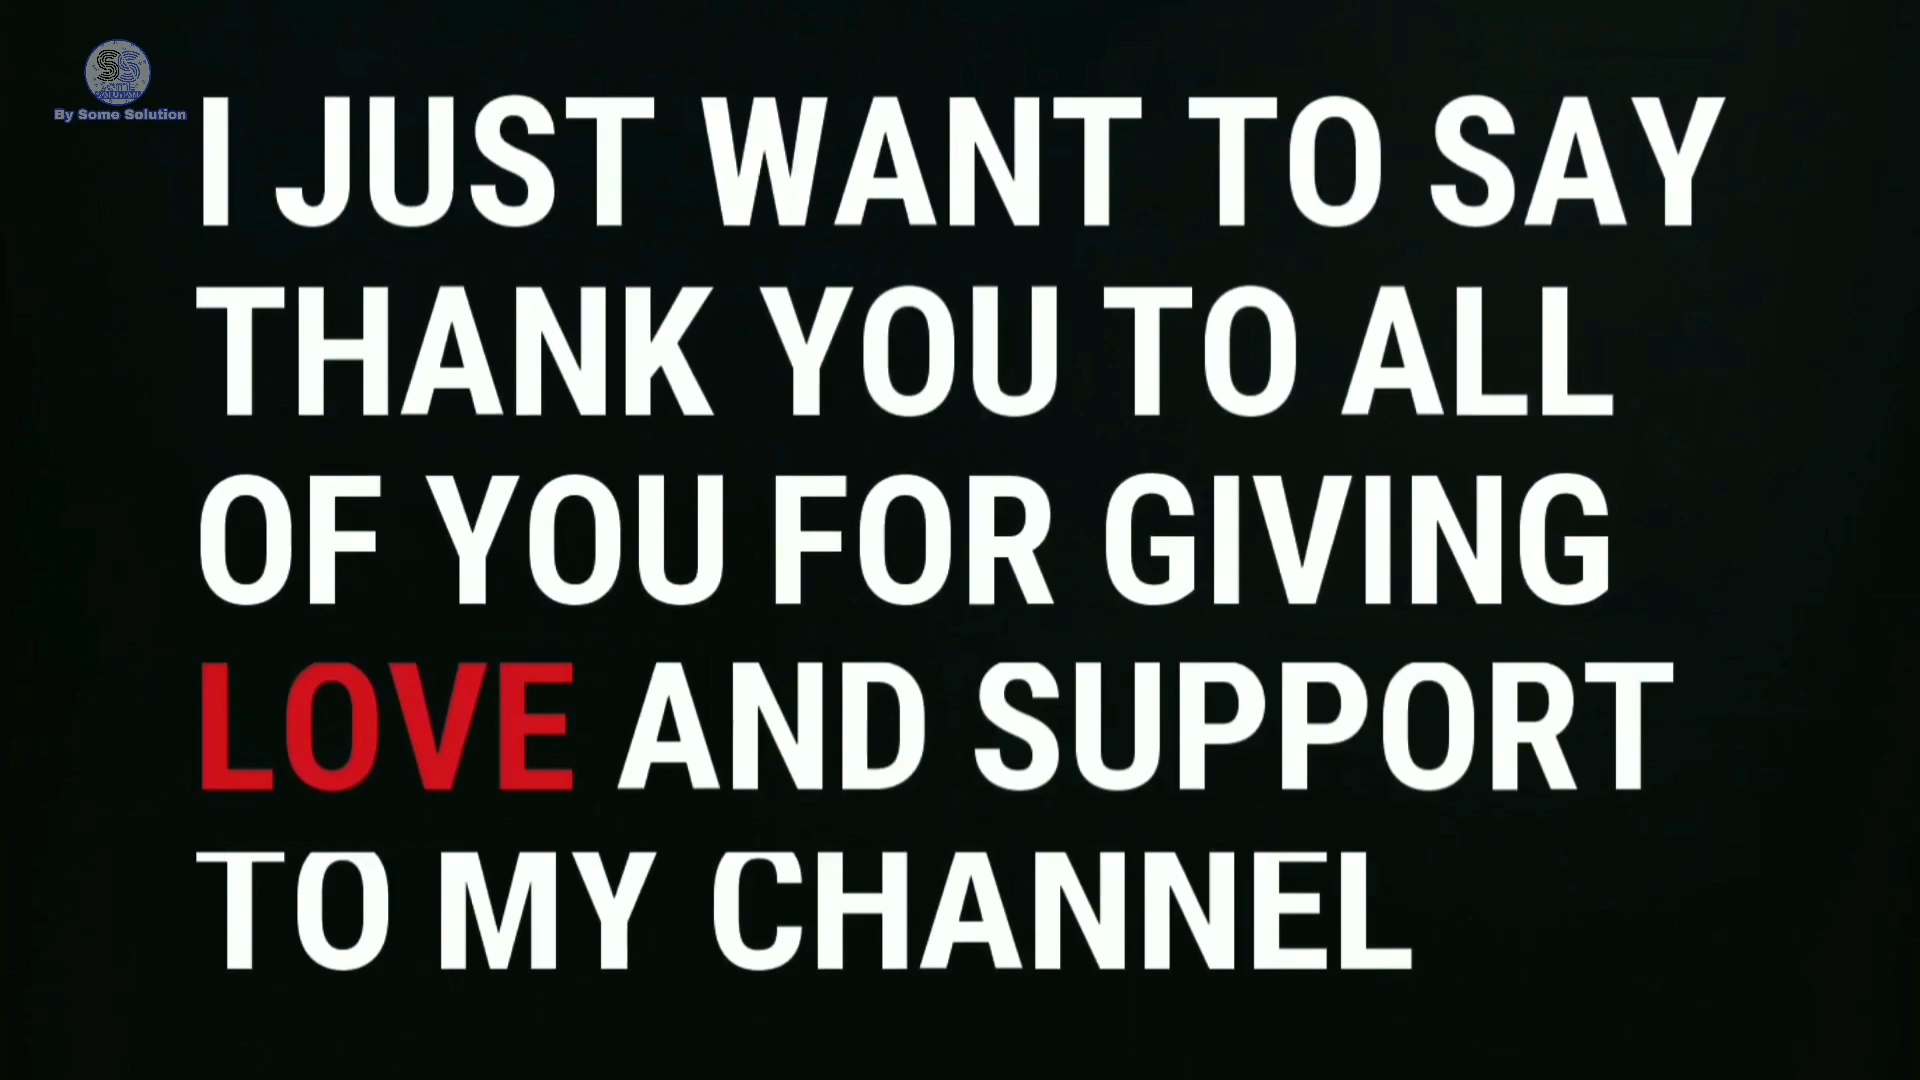 SS
By Some Solution
I JUST WANT TO SAY
THANK YOU TO ALL
OF YOU FOR GIVING
LOVE AND SUPPORT
TO MY CHANNEL